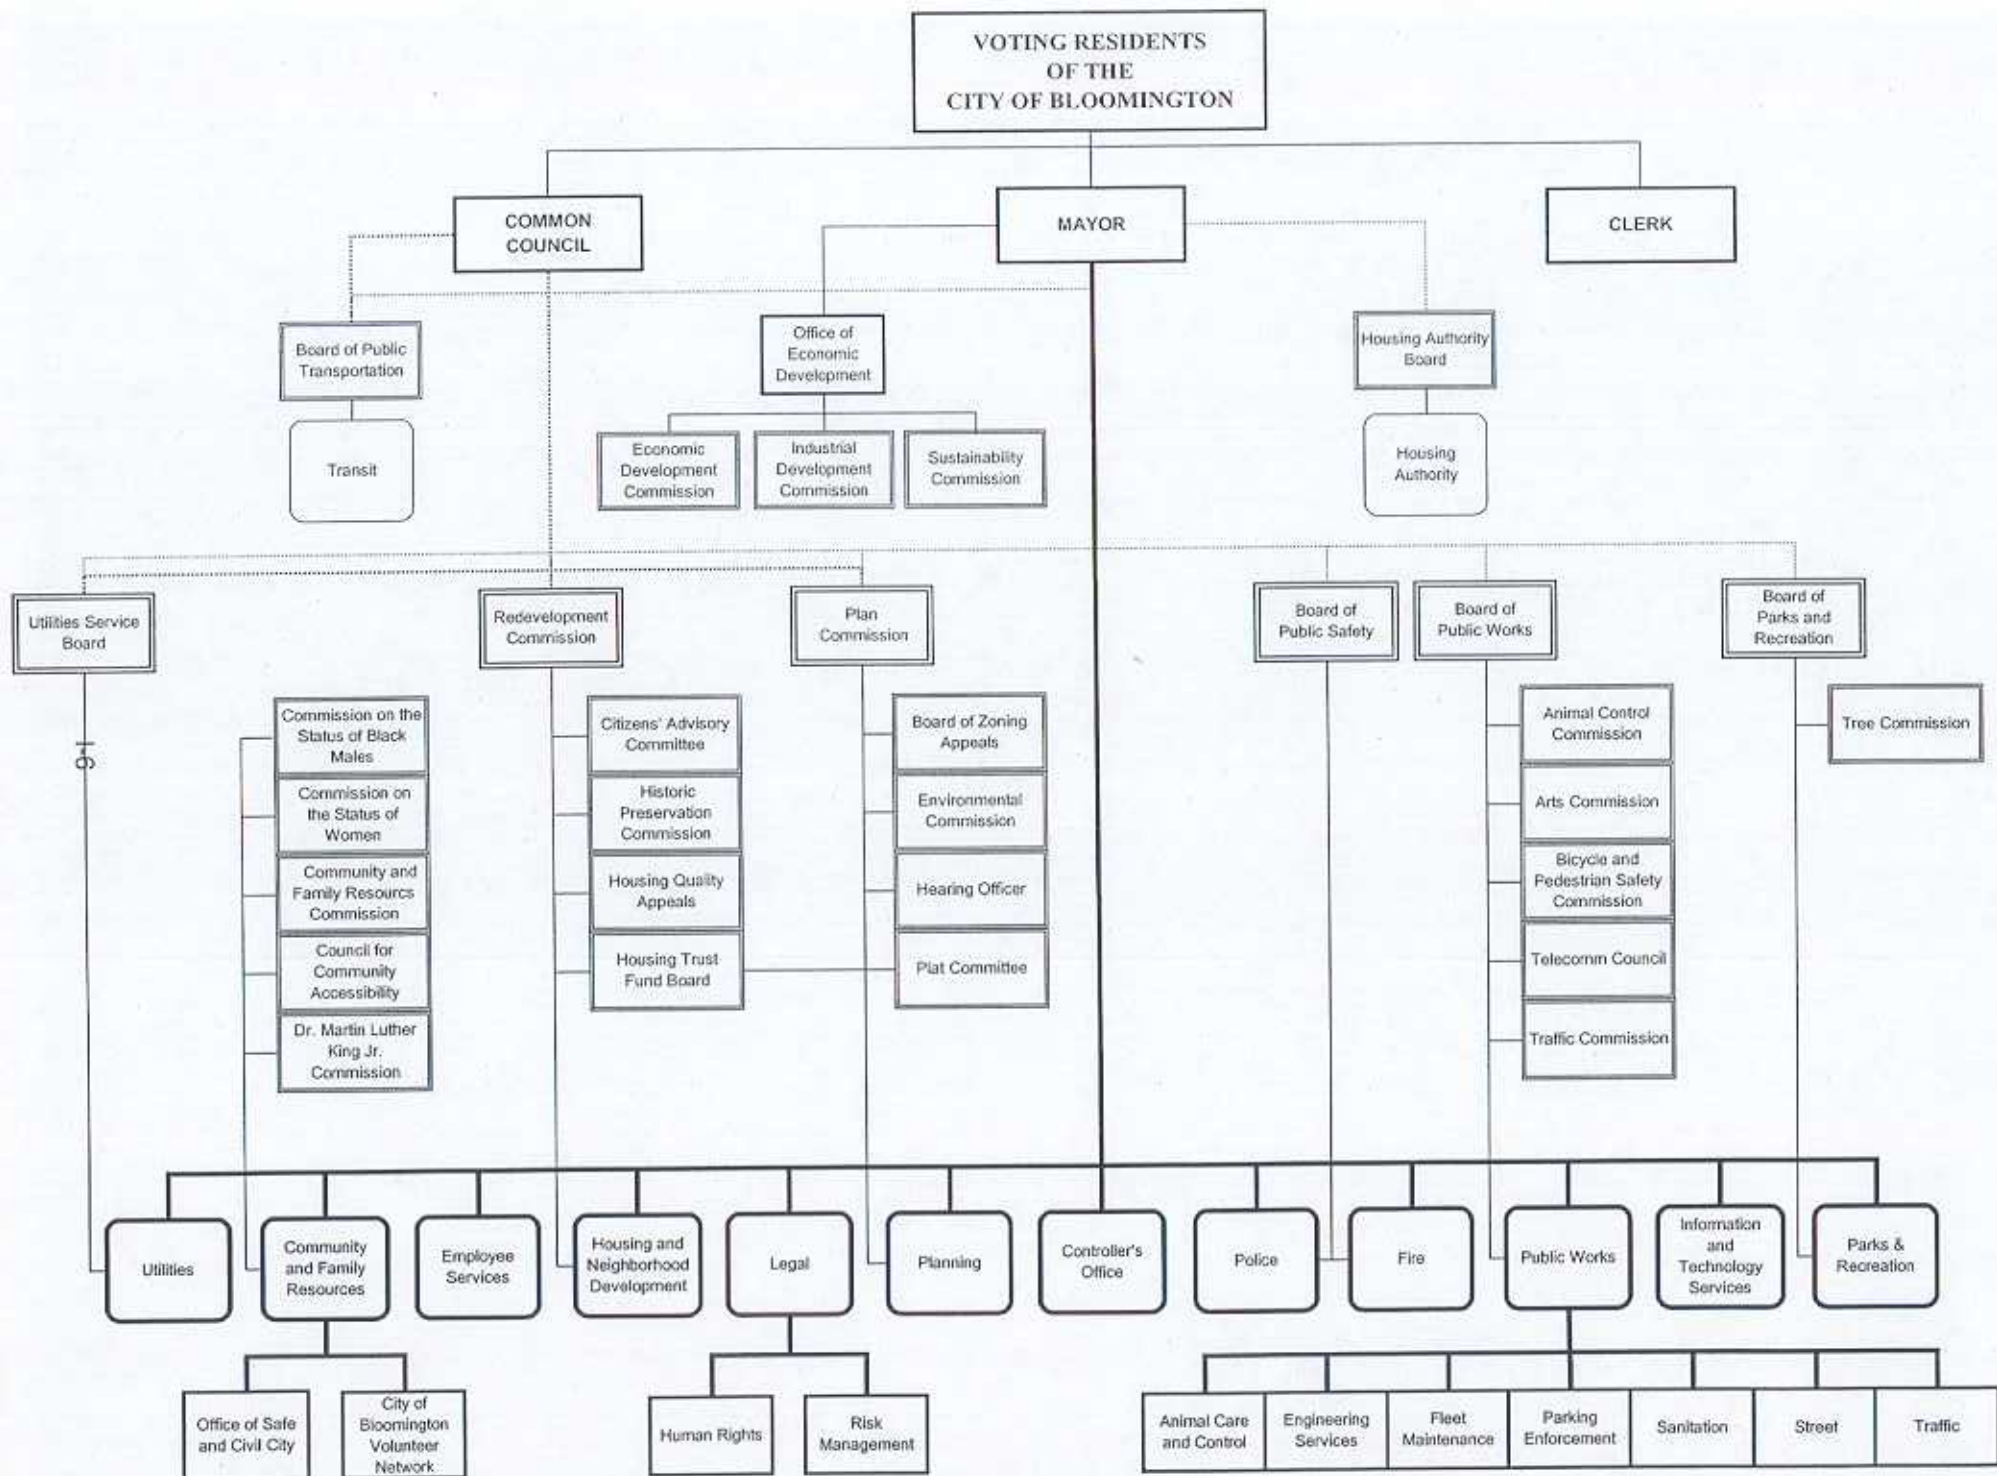 VOTING RESIDENTS
OF THE
CITY OF BLOOMINGTON
COMMON
COUNCIL
MAYOR
CLERK
Board of Public
Transportation
Office of
Economic
Development
Housing Authority
Board
Transit
Economic
Development
Commission
Industrial
Development
Commission
Sustainability
Commission
Housing
Authority
Utilities Service
Board
Redevelopment
Commission
Plan
Commission
Board of
Public Safety
Board of
Public Works
Board of
Parks and
Recreation
I-9
Commission on the
Status of Black
Males
Commission on
the Status of
Women
Community and
Family Resourcs
Commission
Council for
Community
Accessibility
Dr. Martin Luther
King Jr.
Commission
Citizens' Advisory
Committee
Historic
Preservation
Commission
Housing Quality
Appeals
Housing Trust
Fund Board
Board of Zoning
Appeals
Environmental
Commission
Hearing Officer
Plat Committee
Animal Control
Commission
Arts Commission
Bicycle and
Pedestrian Safety
Commission
Telecomm Council
Traffic Commission
Tree Commission
Utilities
Community
and Family
Resources
Employee
Services
Housing and
Neighborhood
Development
Legal
Planning
Controller's
Office
Police
Fire
Public Works
Information
and
Technology
Services
Parks &
Recreation
Office of Safe
and Civil City
City of
Bloomington
Volunteer
Network
Human Rights
Risk
Management
Animal Care
and Control
Engineering
Services
Fleet
Maintenance
Parking
Enforcement
Sanitation
Street
Traffic